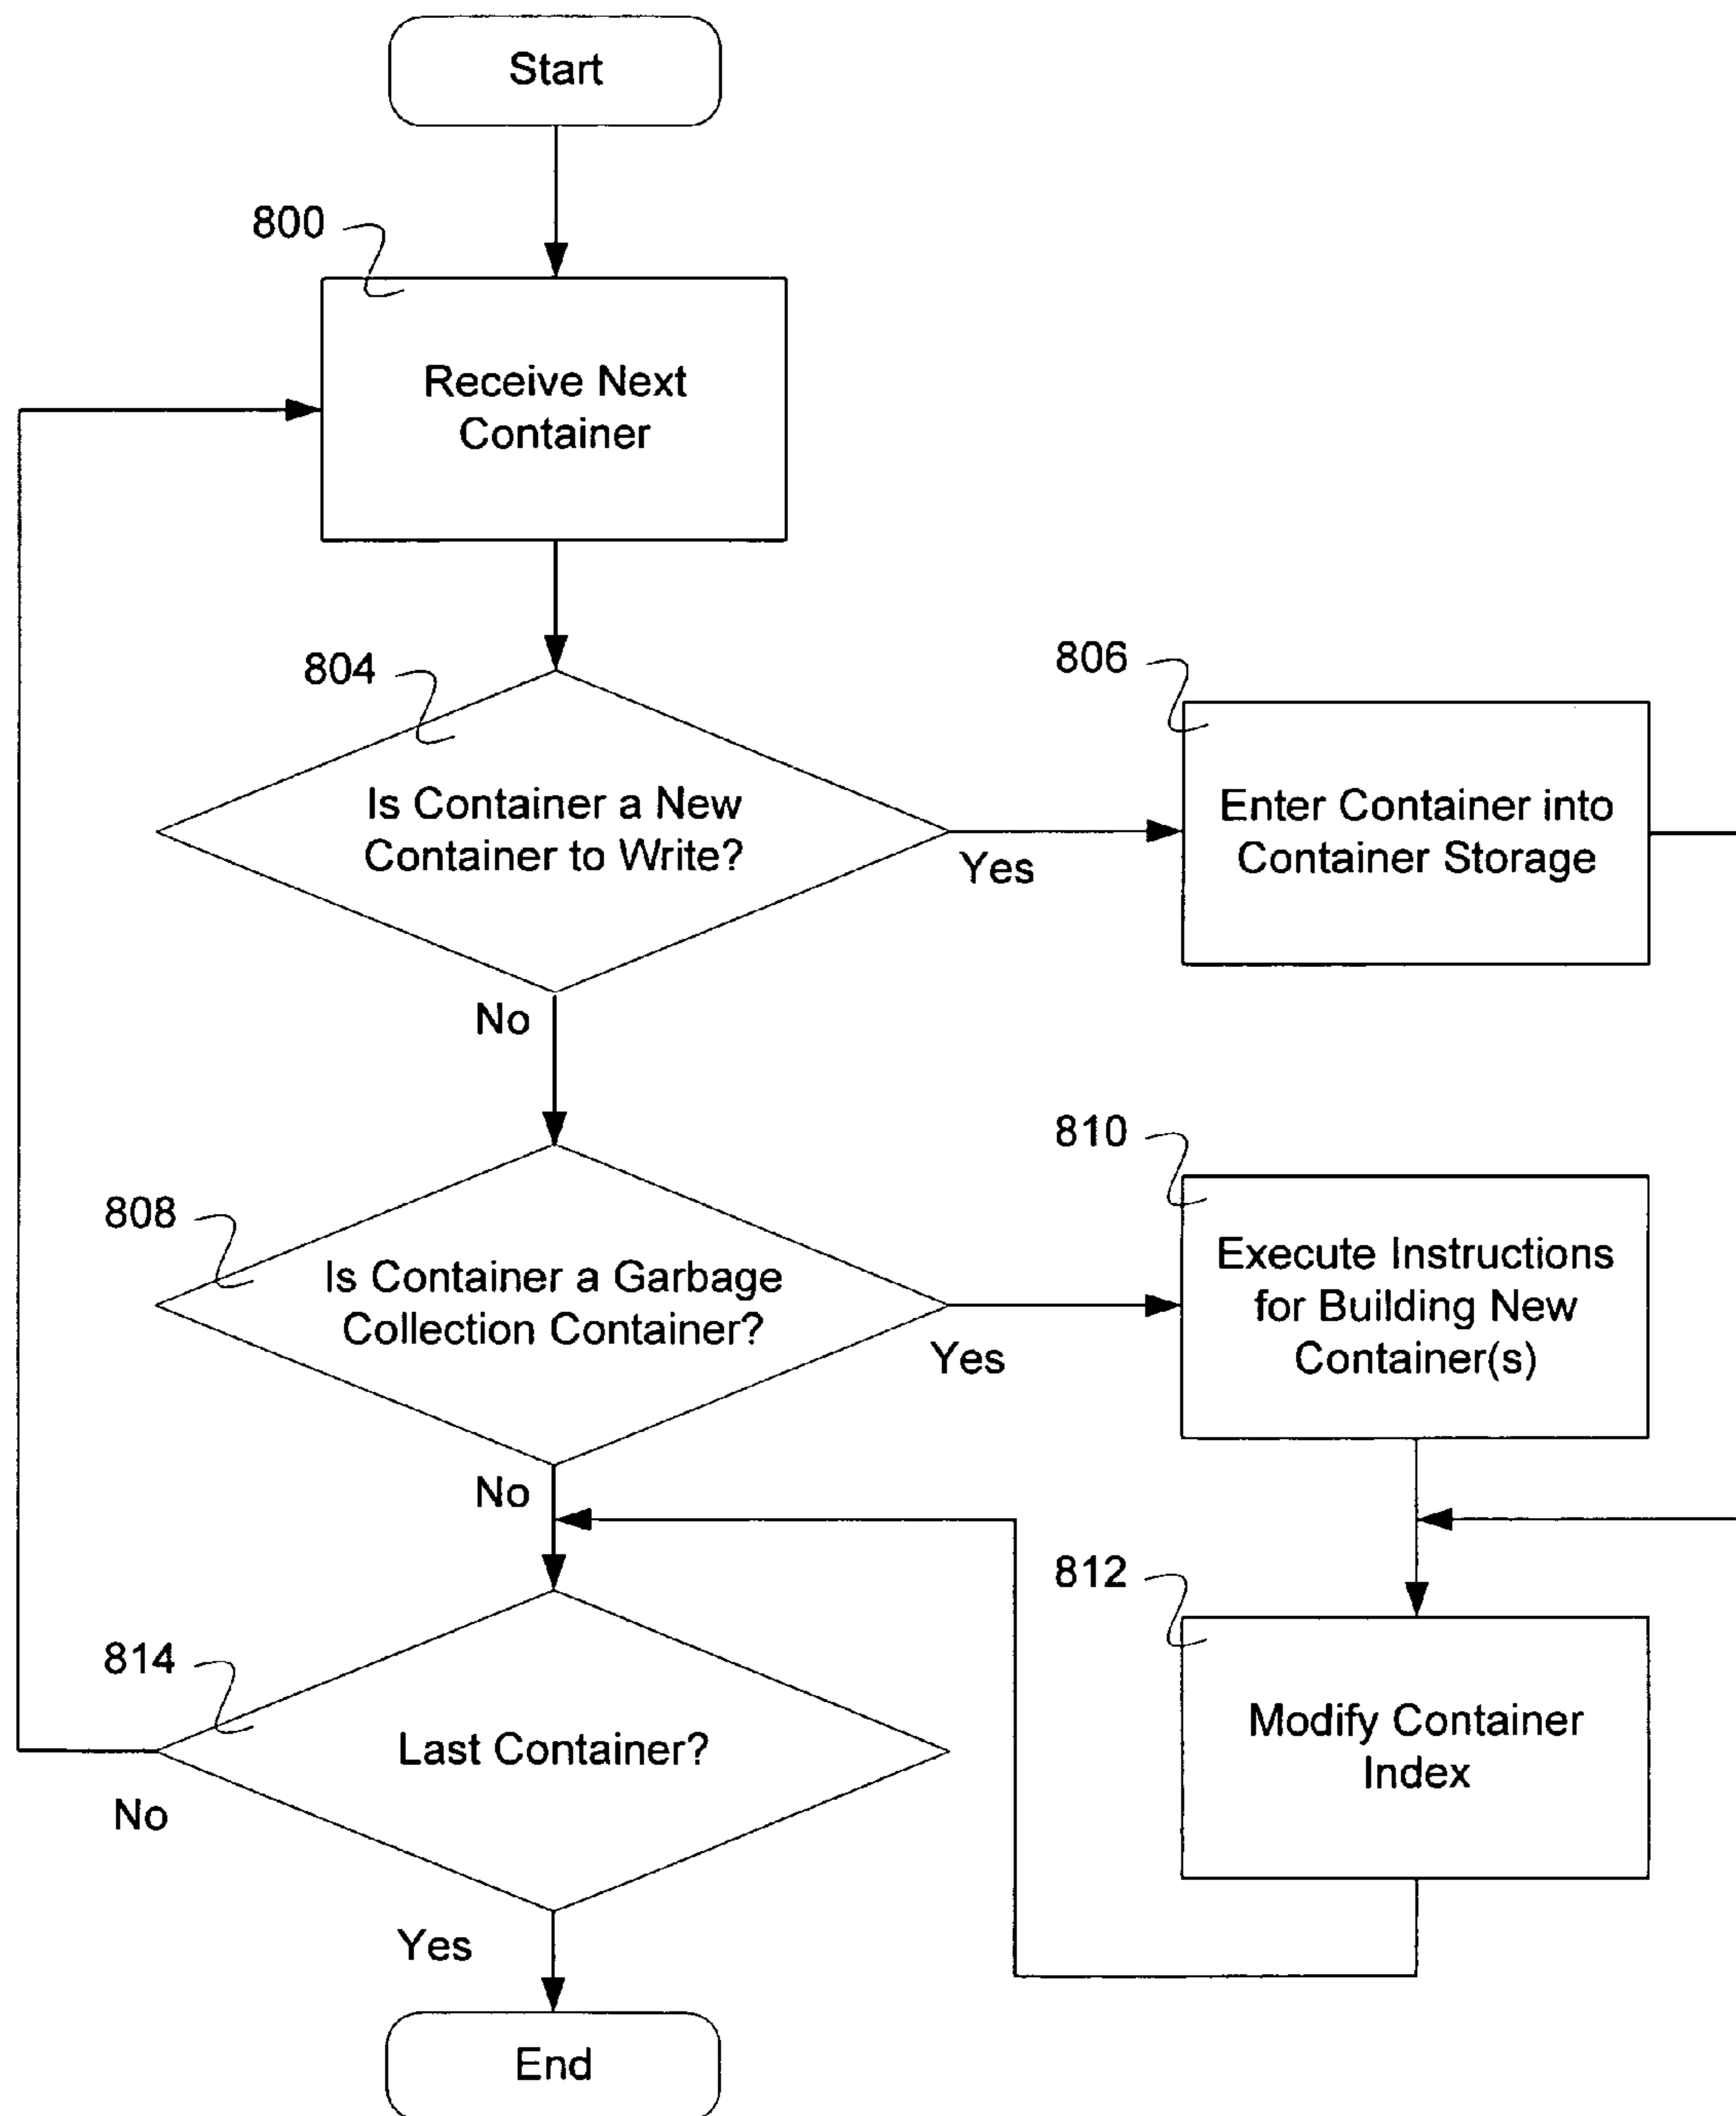 Start
800
Receive Next
Container
804
Is Container a New
Container to Write?
Yes
806
Enter Container into
Container Storage
No
808
Is Container a Garbage
Collection Container?
Yes
810
Execute Instructions
for Building New
Container(s)
No
812
Modify Container
Index
814
Last Container?
No
Yes
End